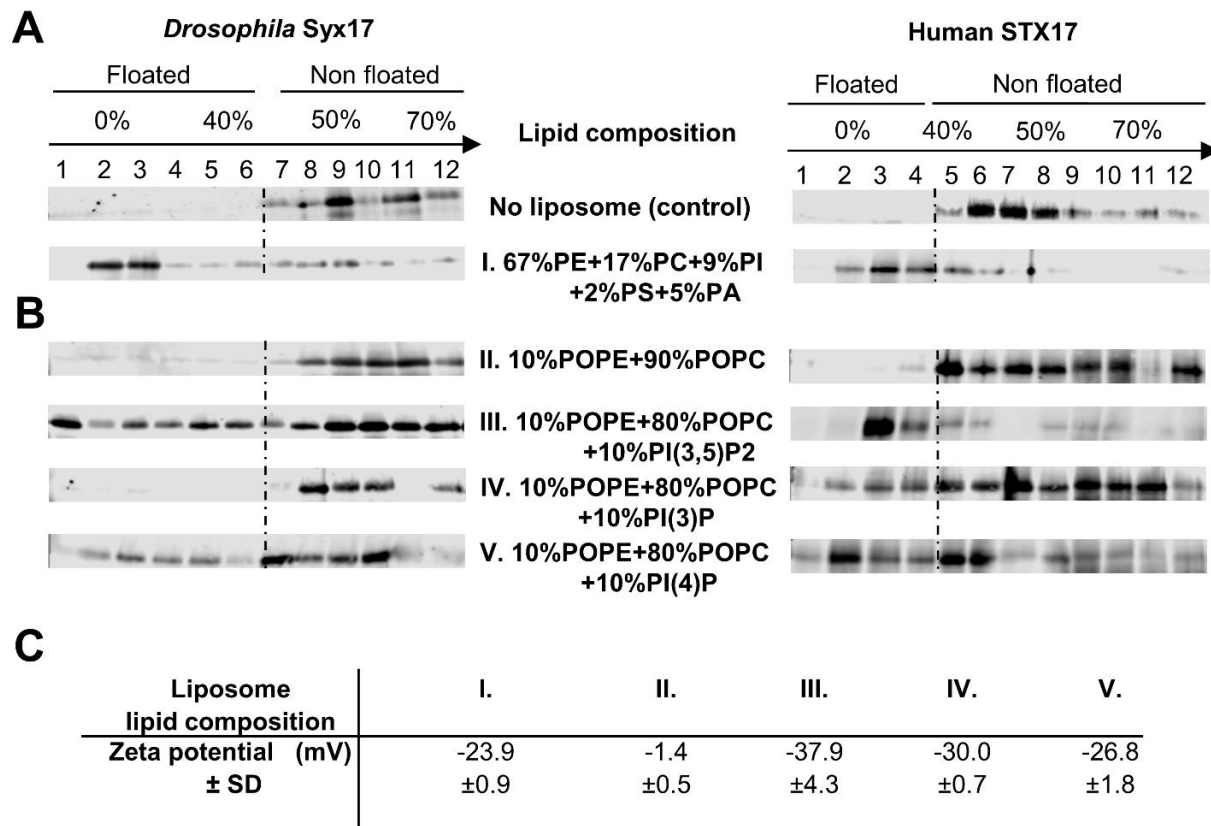 A
Drosophila Syx17
Human STX17
Floated Non floated
Floated Non floated
0% 40% 50% 70%
Lipid composition
0% 40% 50% 70%
1 2 3 4 5 6 7 8 9 10 11 12
1 2 3 4 5 6 7 8 9 10 11 12
No liposome (control)
I. 67%PE+17%PC+9%PI
+2%PS+5%PA
B
II. 10%POPE+90%POPC
III. 10%POPE+80%POPC
+10%PI(3,5)P2
IV. 10%POPE+80%POPC
+10%PI(3)P
V. 10%POPE+80%POPC
+10%PI(4)P
C
Liposome I. II. III. IV. V.
lipid composition
Zeta potential (mV) -23.9 -1.4 -37.9 -30.0 -26.8
± SD ±0.9 ±0.5 ±4.3 ±0.7 ±1.8